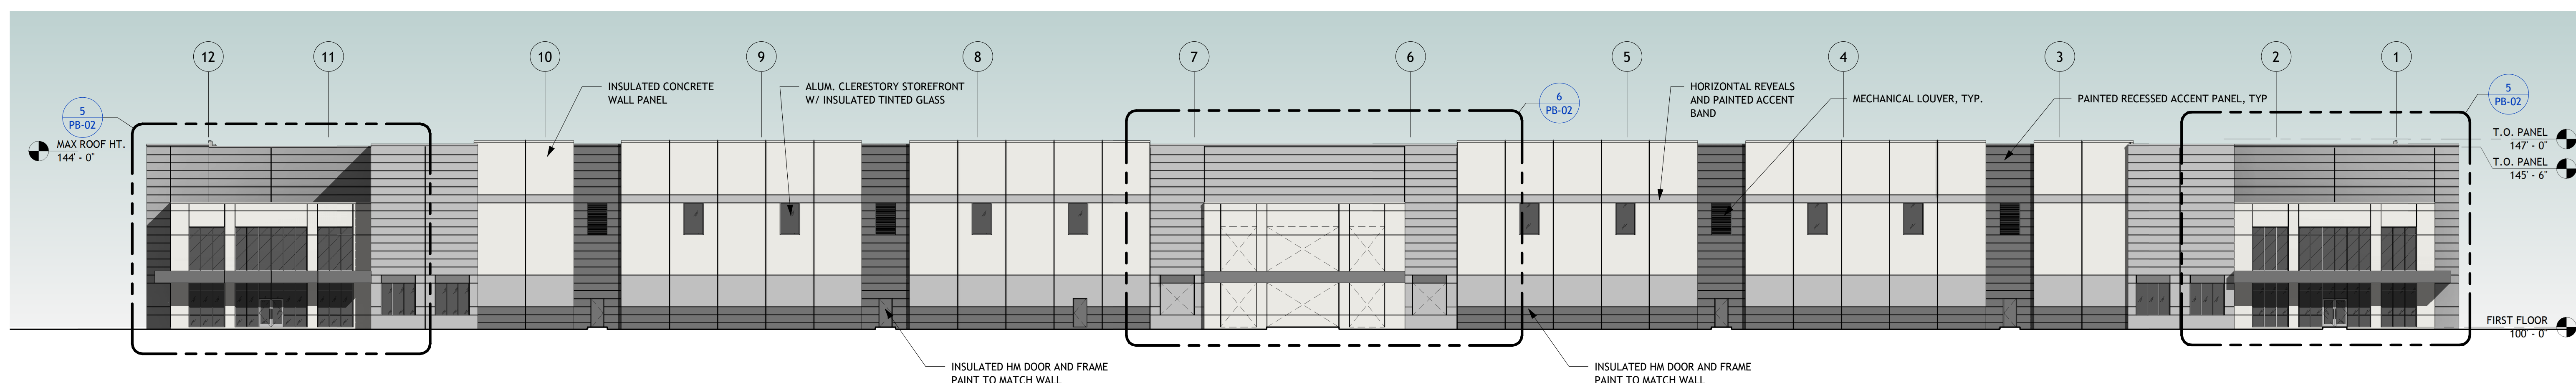 12
11
10
9
8
7
6
5
4
3
2
1
INSULATED CONCRETE
WALL PANEL
ALUM. CLERESTORY STOREFRONT
W/ INSULATED TINTED GLASS
HORIZONTAL REVEALS
AND PAINTED ACCENT
BAND
MECHANICAL LOUVER, TYP.
PAINTED RECESSED ACCENT PANEL, TYP
5
PB-02
6
PB-02
5
PB-02
MAX ROOF HT.
144' - 0"
T.O. PANEL
147' - 0"
T.O. PANEL
145' - 6"
FIRST FLOOR
100' - 0"
INSULATED HM DOOR AND FRAME
PAINT TO MATCH WALL
INSULATED HM DOOR AND FRAME
PAINT TO MATCH WALL